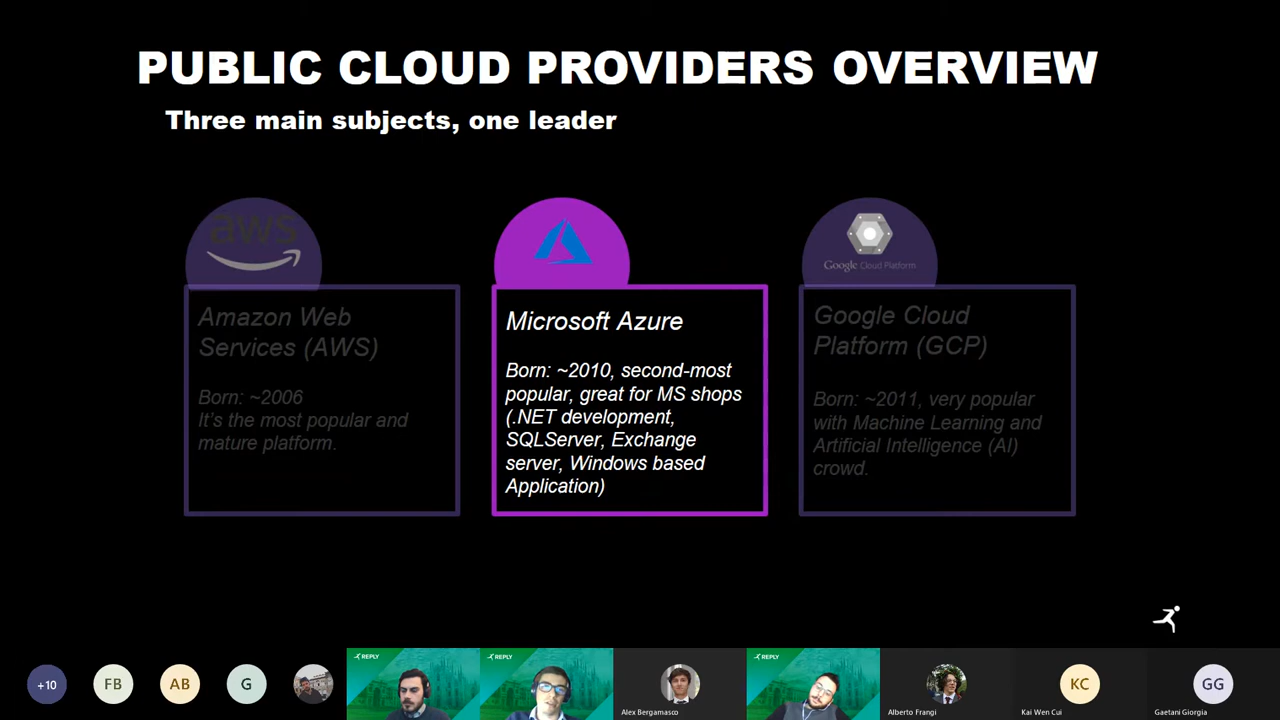 PUBLIC CLOUD PROVIDERS OVERVIEW
Three main subjects, one leader
aws
Google Cloud Platform
Amazon Web
Services (AWS)
Born: ~2006
It's the most popular and
mature platform.
Microsoft Azure
Born: ~2010, second-most
popular, great for MS shops
(.NET development,
SQLServer, Exchange
server, Windows based
Application)
Google Cloud
Platform (GCP)
Born: ~2011, very popular
with Machine Learning and
Artificial Intelligence (AI)
crowd.
+10
FB
AB
G
REPLY
REPLY
Alex Bergamasco
REPLY
Alberto Frangi
KC
Kai Wen Cui
GG
Gaetani Giorgia